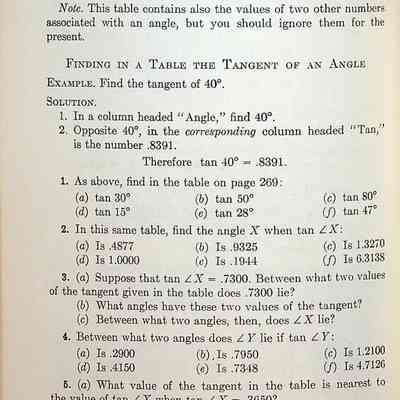 Note. This table contains also the values of two other numbers
associated with an angle, but you should ignore them for the
present.
FINDING IN A TABLE THE TANGENT OF AN ANGLE
EXAMPLE. Find the tangent of 40°.
SOLUTION.
1. In a column headed "Angle," find 40°.
2. Opposite 40°, in the corresponding column headed "Tan,"
is the number .8391.
Therefore tan 40° = .8391.
1. As above, find in the table on page 269:
(a) tan 30° (b) tan 50° (c) tan 80°
(d) tan 15° (e) tan 28° (f) tan 47°
2. In this same table, find the angle X when tan ∠X:
(a) Is .4877 (b) Is .9325 (c) Is 1.3270
(d) Is 1.0000 (e) Is .1944 (f) Is 6.3138
3. (a) Suppose that tan ∠X = .7300. Between what two values
of the tangent given in the table does .7300 lie?
(b) What angles have these two values of the tangent?
(c) Between what two angles, then, does ∠X lie?
4. Between what two angles does ∠Y lie if tan ∠Y:
(a) Is .2900 (b) Is .7950 (c) Is 1.2100
(d) Is .4150 (e) Is .7348 (f) Is 4.7126
5. (a) What value of the tangent in the table is nearest to
the value of tan ∠X when tan ∠X = .3650?